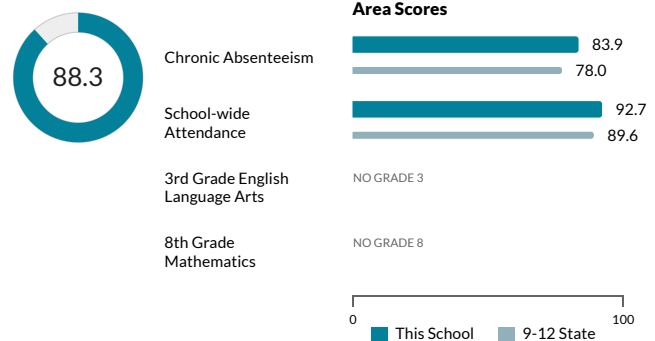 Area Scores
88.3
Chronic Absenteeism
83.9
78.0
School-wide
Attendance
92.7
89.6
3rd Grade English
Language Arts
NO GRADE 3
8th Grade
Mathematics
NO GRADE 8
0
100
This School
9-12 State